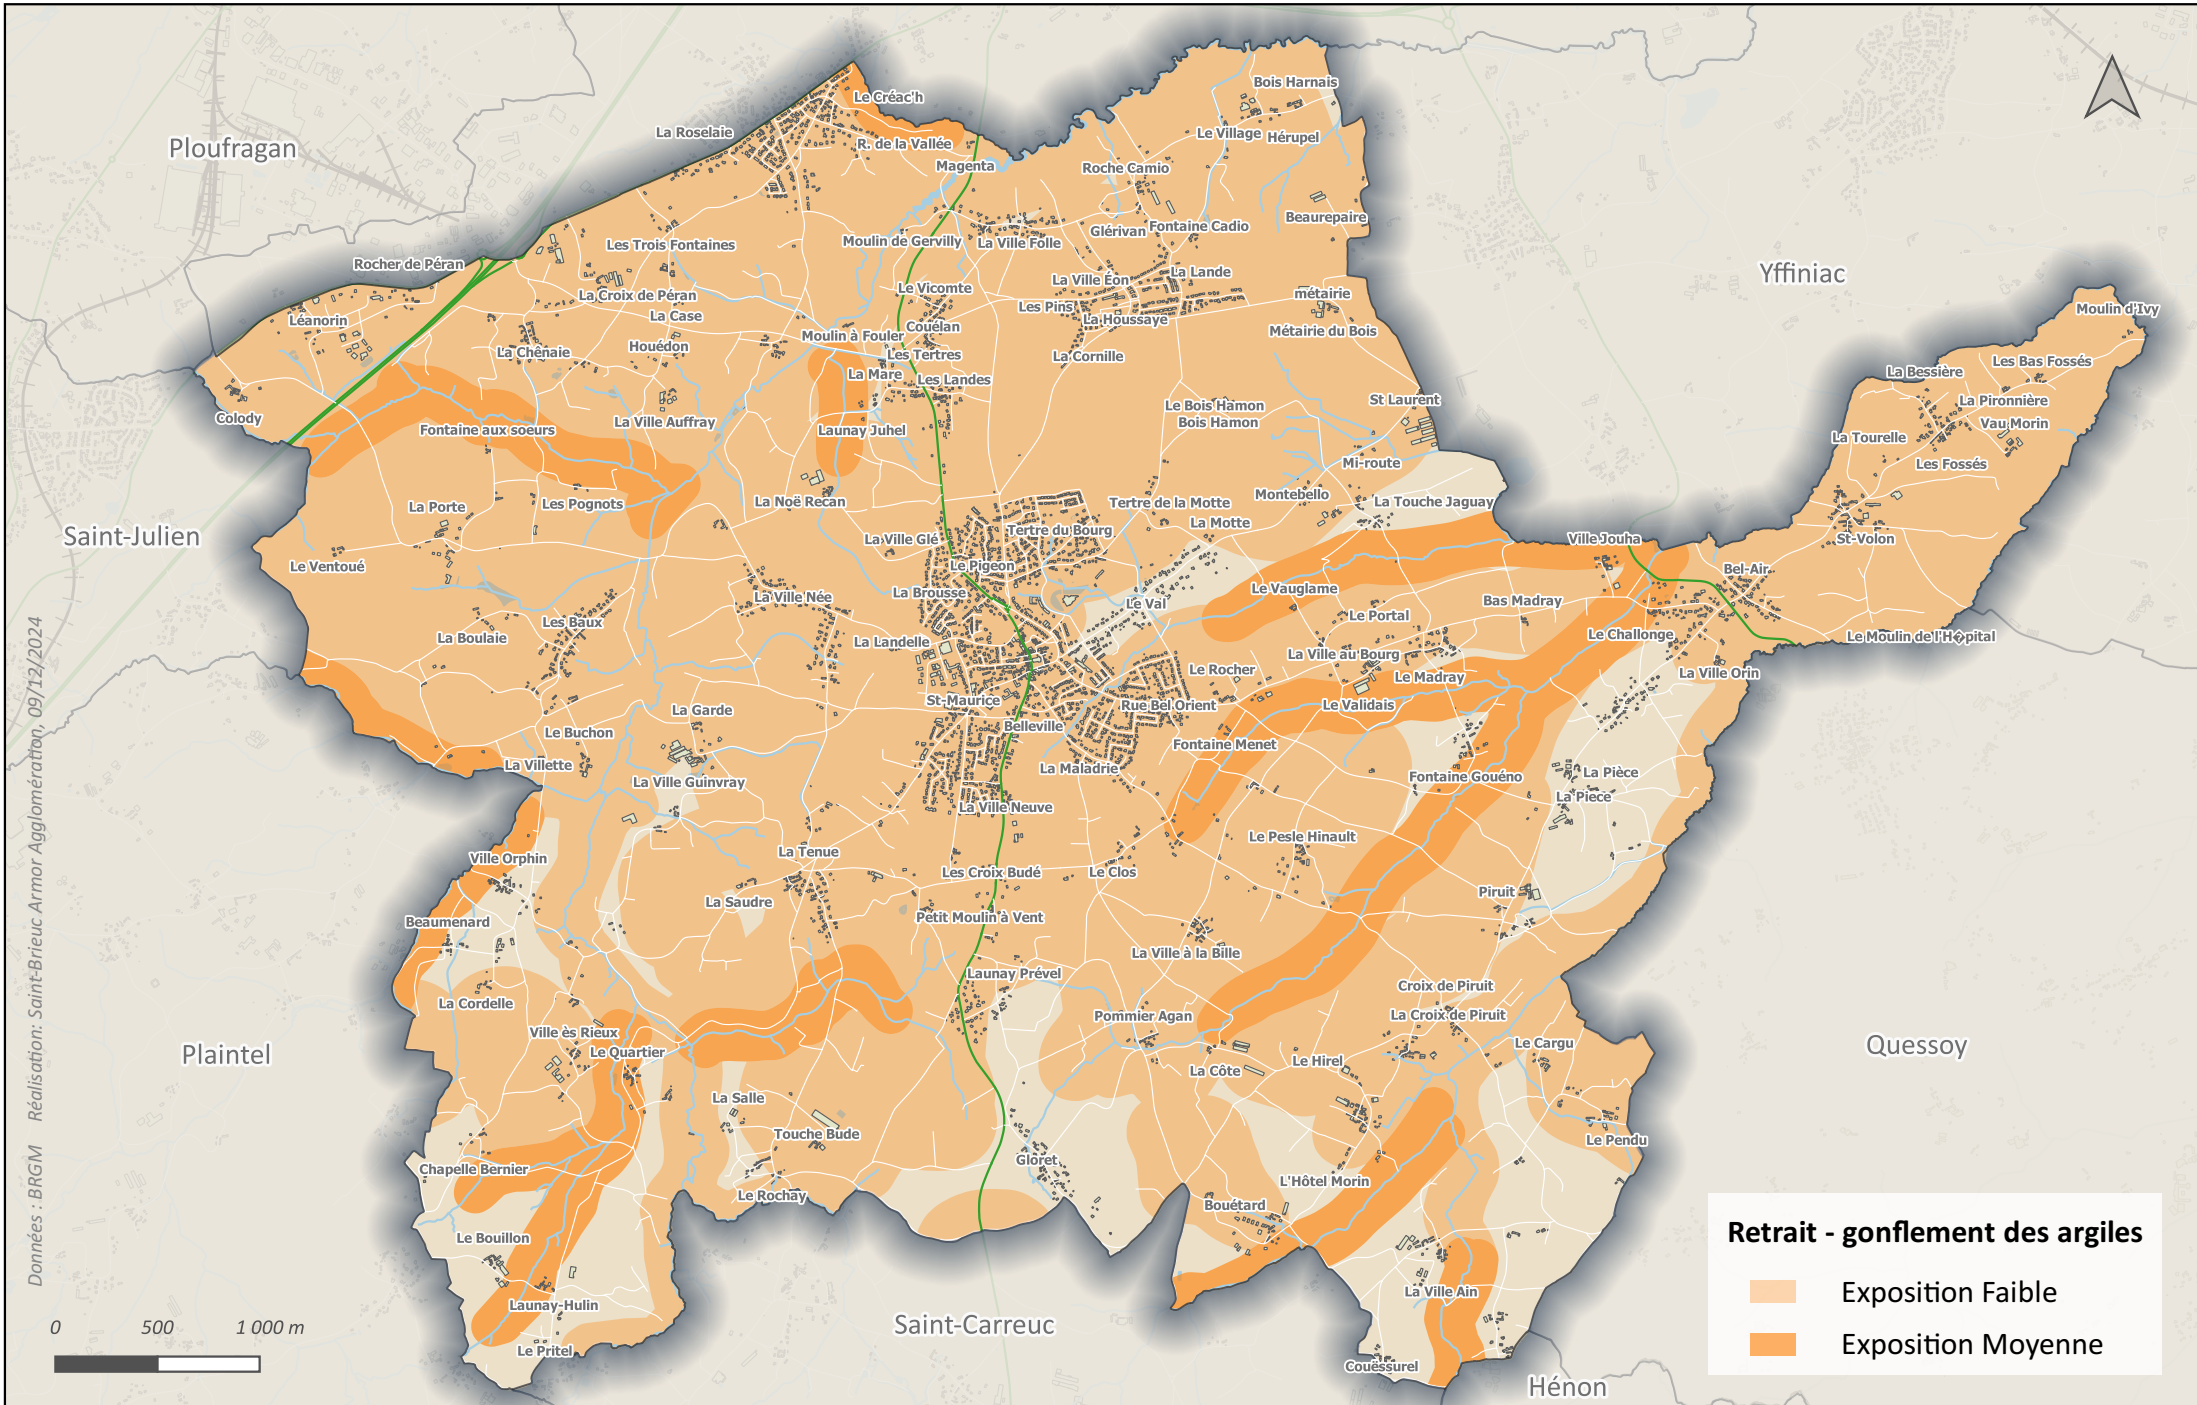 Bois Harnais
Le Créac'h
La Roselaie
Le Village
Hérupel
R. de la Vallée
Ploufragan
Magenta
Roche Camio
Beaurepaire
Fontaine Cadio
Glérivan
Les Trois Fontaines
Moulin de Gervilly
La Ville Folle
Rocher de Péran
La Lande
Yffiniac
La Ville Éon
Le Vicomte
La Croix de Péran
métairie
Les Pins
Moulin d'Ivy
La Case
La Houssaye
Léanorin
Couélan
Métairie du Bois
Moulin à Fouler
Houédon
La Chênaie
Les Tertres
La Cornille
Les Bas Fossés
La Mare
La Bessière
Les Landes
St Laurent
La Pironnière
Le Bois Hamon
Bois Hamon
Colody
La Ville Auffray
Vau Morin
Fontaine aux soeurs
Launay Juhel
La Tourelle
Mi-route
Les Fossés
Montebello
La Noë Recan
La Touche Jaguay
Tertre de la Motte
Les Pognots
La Porte
La Motte
Tertre du Bourg
Saint-Julien
La Ville Glé
Ville Jouha
St-Volon
Le Ventoué
Le Pigeon
Bel-Air
Le Vauglame
La Brousse
La Ville Née
Le Val
Bas Madray
Le Portal
Les Baux
Le Challonge
Le Moulin de l'H�pital
La Boulaie
La Landelle
La Ville au Bourg
Le Rocher
La Ville Orin
Le Madray
St-Maurice
Rue Bel Orient
Le Validais
La Garde
Belleville
Le Buchon
Fontaine Menet
La Villette
La Maladrie
La Pièce
Fontaine Gouéno
La Ville Guinvray
La Piece
La Ville Neuve
Le Pesle Hinault
La Tenue
Ville Orphin
Les Croix Budé
Le Clos
Piruit
La Saudre
Petit Moulin à Vent
Beaumenard
La Ville à la Bille
Launay Prével
Croix de Piruit
La Cordelle
La Croix de Piruit
Pommier Agan
Ville ès Rieux
Le Quartier
Plaintel
Le Cargu
Quessoy
Le Hirel
La Côte
La Salle
Touche Bude
Le Pendu
Gloret
Chapelle Bernier
L'Hôtel Morin
Le Rochay
Bouétard
Le Bouillon
La Ville Ain
Launay-Hulin
Saint-Carreuc
Le Pritel
Couëssurel
Hénon
Données : BRGM Réalisation: Saint-Brieuc Armor Agglomération, 09/12/2024
0 500 1 000 m
Retrait - gonflement des argiles
Exposition Faible
Exposition Moyenne